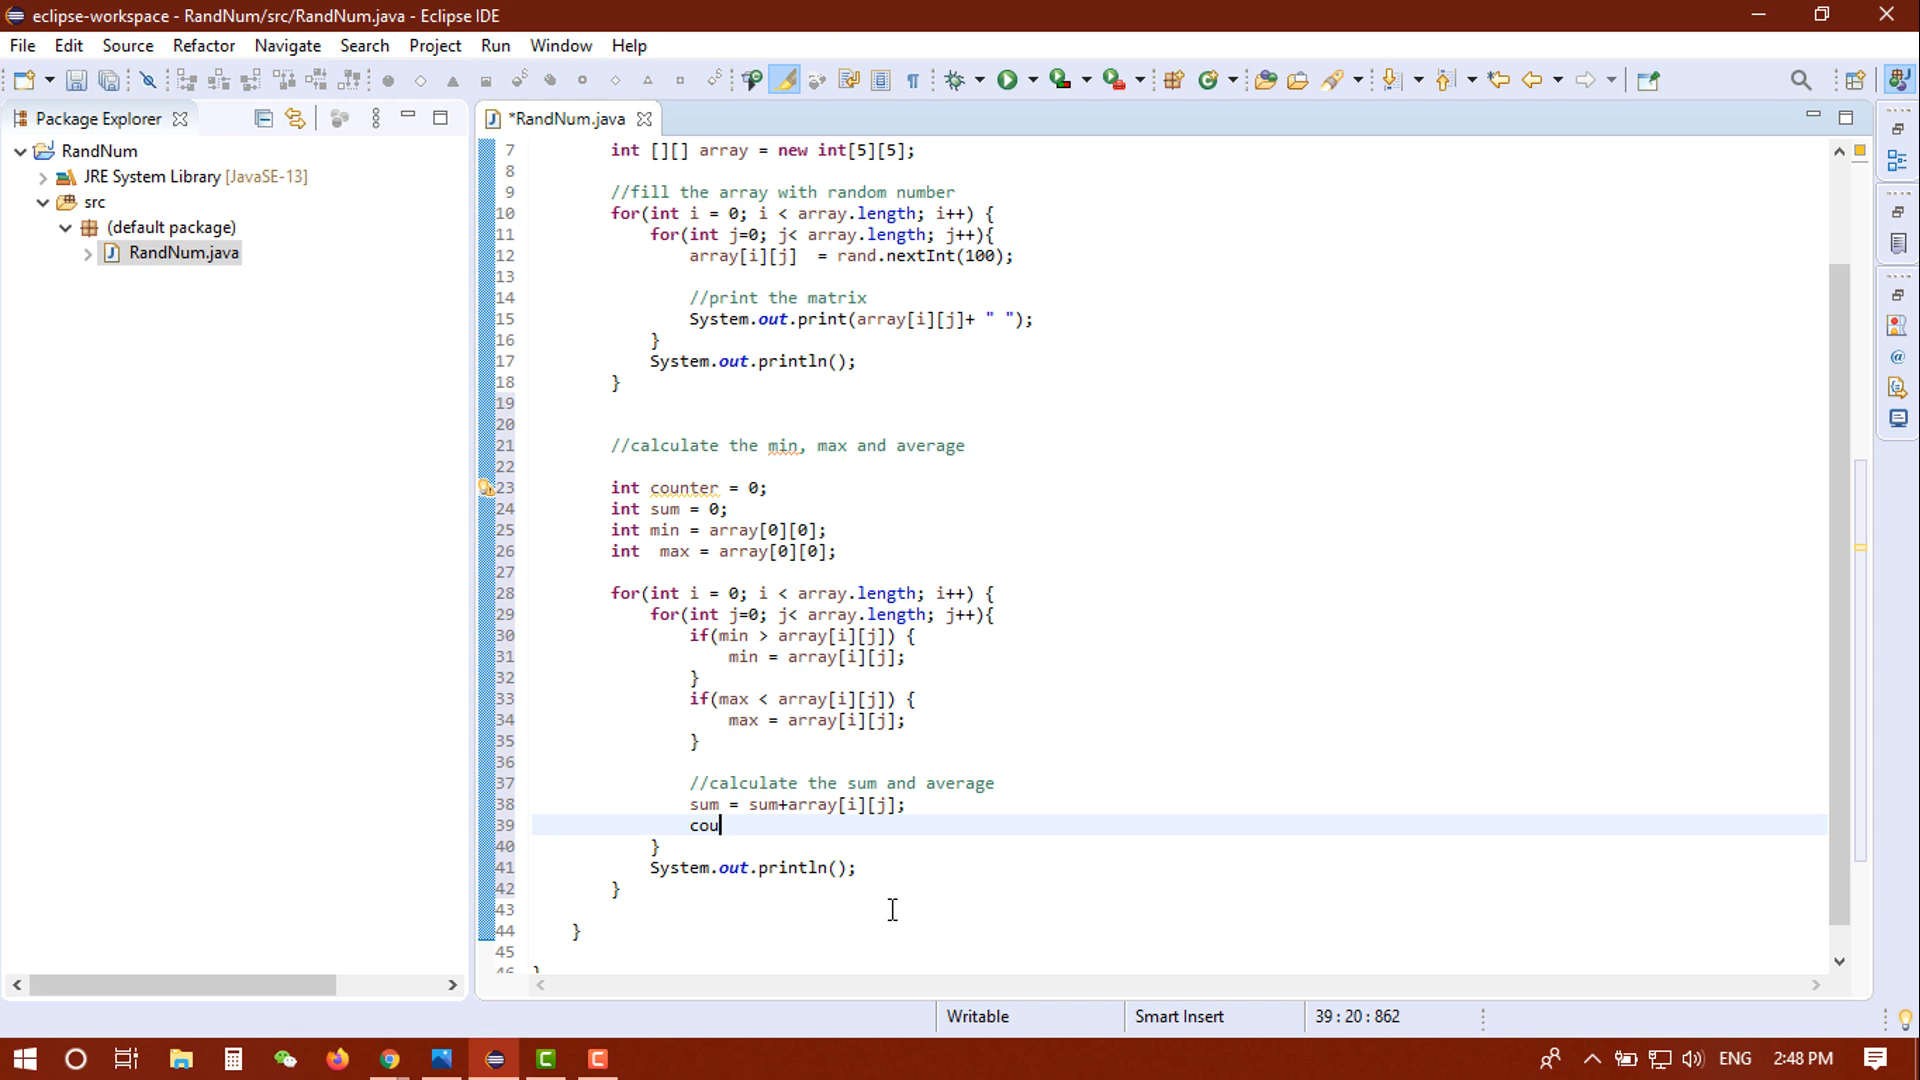 eclipse-workspace - RandNum/src/RandNum.java - Eclipse IDE
File Edit Source Refactor Navigate Search Project Run Window Help
Package Explorer
*RandNum.java
RandNum
JRE System Library [JavaSE-13]
src
(default package)
RandNum.java
7 int [][] array = new int[5][5];
8
9 //fill the array with random number
10 for(int i = 0; i < array.length; i++) {
11 for(int j=0; j< array.length; j++){
12 array[i][j]  = rand.nextInt(100);
13
14 //print the matrix
15 System.out.print(array[i][j]+ " ");
16 }
17 System.out.println();
18 }
19
20
21 //calculate the min, max and average
22
23 int counter = 0;
24 int sum = 0;
25 int min = array[0][0];
26 int  max = array[0][0];
27
28 for(int i = 0; i < array.length; i++) {
29 for(int j=0; j< array.length; j++){
30 if(min > array[i][j]) {
31 min = array[i][j];
32 }
33 if(max < array[i][j]) {
34 max = array[i][j];
35 }
36
37 //calculate the sum and average
38 sum = sum+array[i][j];
39 cou
40 }
41 System.out.println();
42 }
43
44 }
45
46 }
Writable Smart Insert 39 : 20 : 862
ENG 2:48 PM